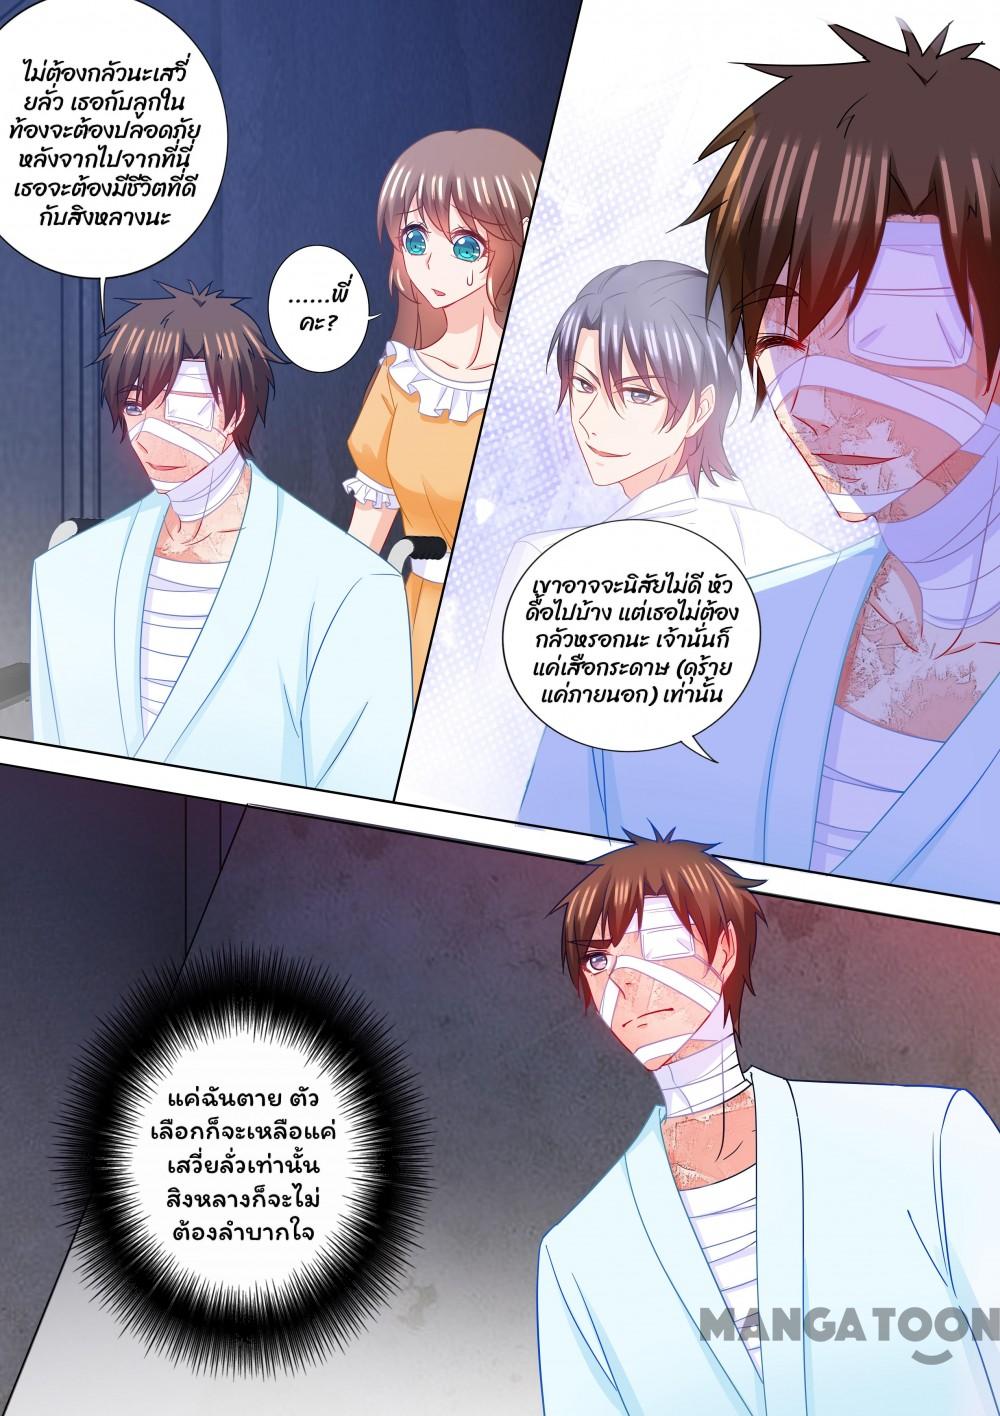 ไม่ต้องกลัวนะเสวี่
ยลั่ว เธอกับลูกใน
ท้องจะต้องปลอดภัย
หลังจากไปจากที่นี่
เธอจะต้องมีชีวิตที่ดี
กับสิงหลางนะ
......พี่
คะ?
เขาอาจจะนิสัยไม่ดี หัว
ดื้อไปบ้าง แต่เธอไม่ต้อง
กลัวหรอกนะ เจ้านั่นก็
แค่เสือกระดาษ (ดุร้าย
แค่ภายนอก) เท่านั้น
แค่ฉันตาย ตัว
เลือกก็จะเหลือแค่
เสวี่ยลั่วเท่านั้น
สิงหลางก็จะไม่
ต้องลำบากใจ
MANGATOON